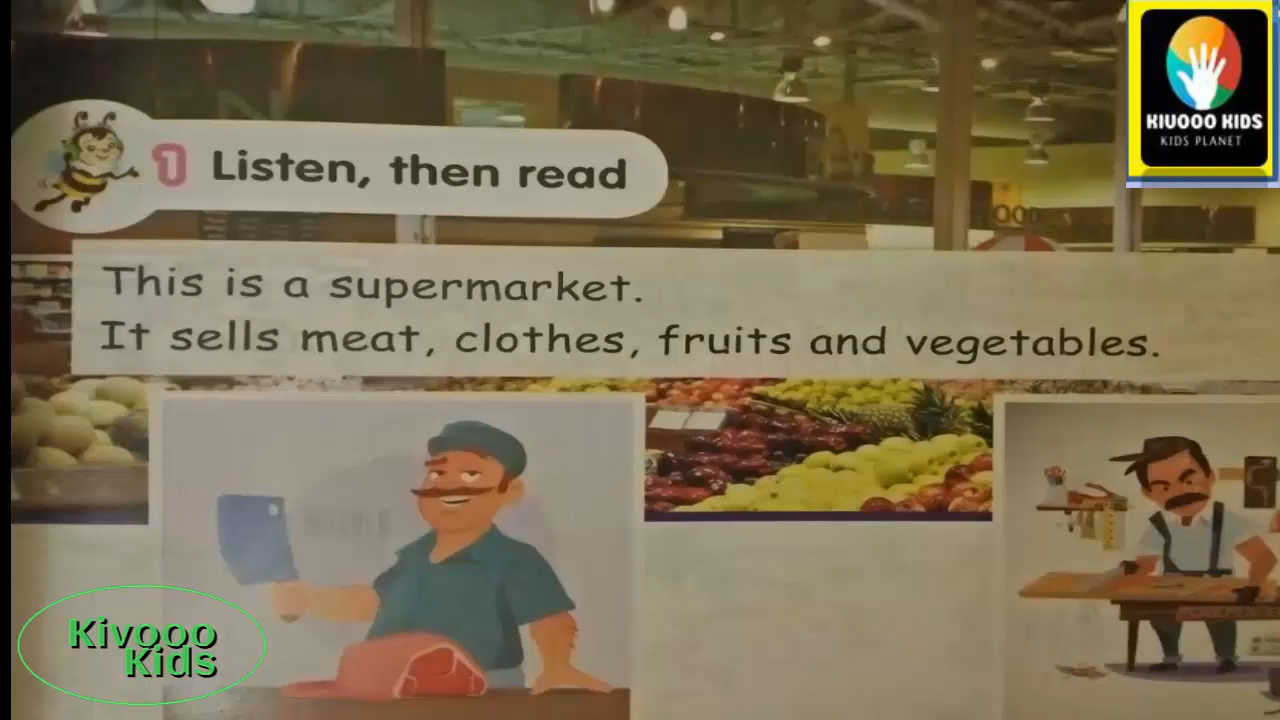 KIVOOO KIDS
KIDS PLANET
1 Listen, then read
This is a supermarket.
It sells meat, clothes, fruits and vegetables.
Kivooo
Kids